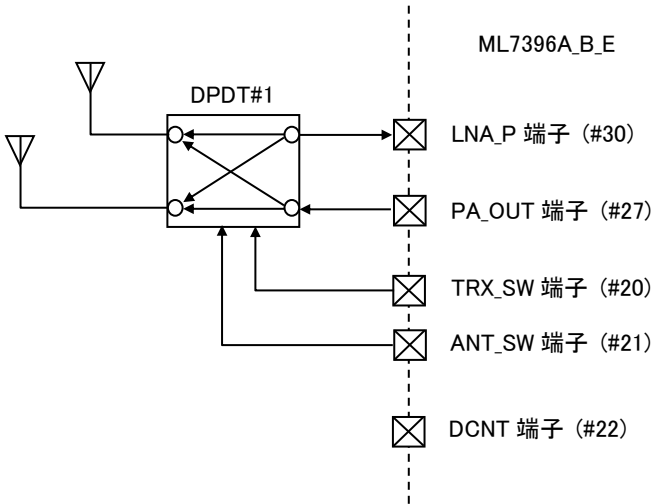 ML7396A_B_E
DPDT#1
LNA_P 端子 (#30)
PA_OUT 端子 (#27)
TRX_SW 端子 (#20)
ANT_SW 端子 (#21)
DCNT 端子 (#22)